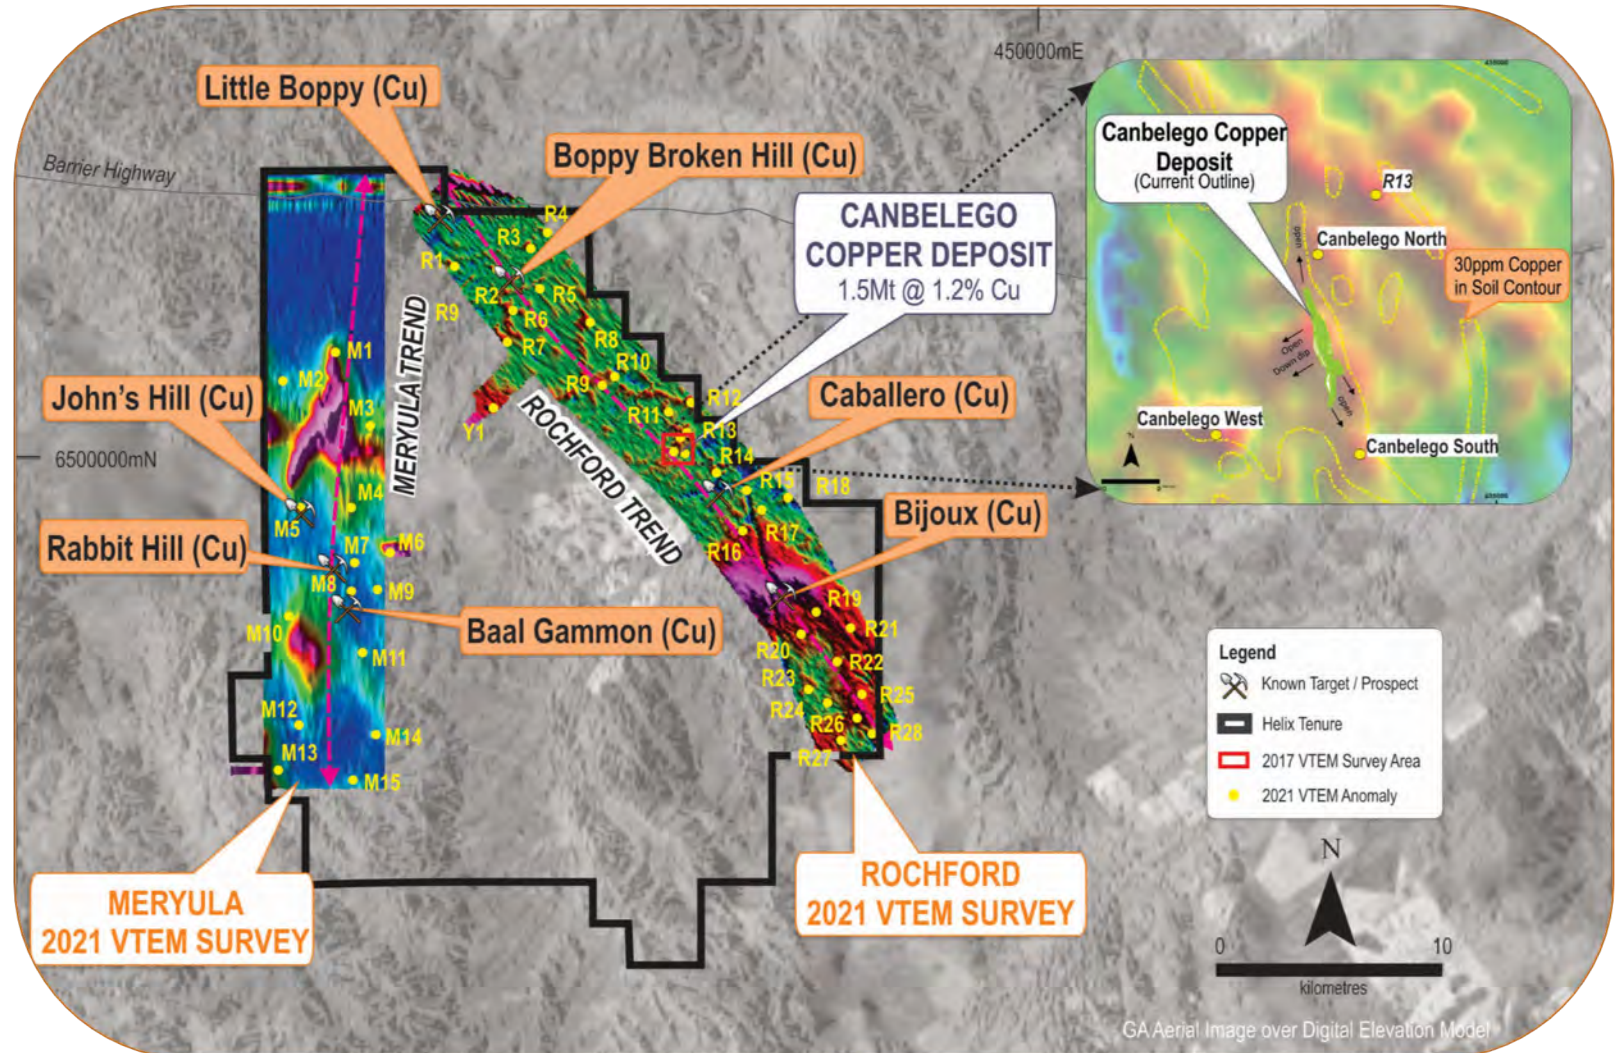 450000mE
Little Boppy (Cu)
Boppy Broken Hill (Cu)
Barrier Highway
CANBELEGO
COPPER DEPOSIT
1.5Mt @ 1.2% Cu
Canbelego Copper
Deposit
(Current Outline)
R13
open
Canbelego North
30ppm Copper
in Soil Contour
Open
Down dip
open
Canbelego West
Canbelego South
N
R4
R3
R1
R2
R5
R9
R6
R7
R8
R10
R9
R12
R11
R13
R14
R15
R18
R17
R16
Y1
MERYULA TREND
ROCHFORD TREND
M1
M2
M3
John's Hill (Cu)
Caballero (Cu)
6500000mN
M4
M5
Bijoux (Cu)
Rabbit Hill (Cu)
M7
M6
M8
M9
Baal Gammon (Cu)
M10
M11
R19
R21
R20
R22
R23
R25
R24
R26
R28
R27
M12
M14
M13
M15
Legend
Known Target / Prospect
Helix Tenure
2017 VTEM Survey Area
2021 VTEM Anomaly
MERYULA
2021 VTEM SURVEY
ROCHFORD
2021 VTEM SURVEY
N
0 10
kilometres
GA Aerial Image over Digital Elevation Model